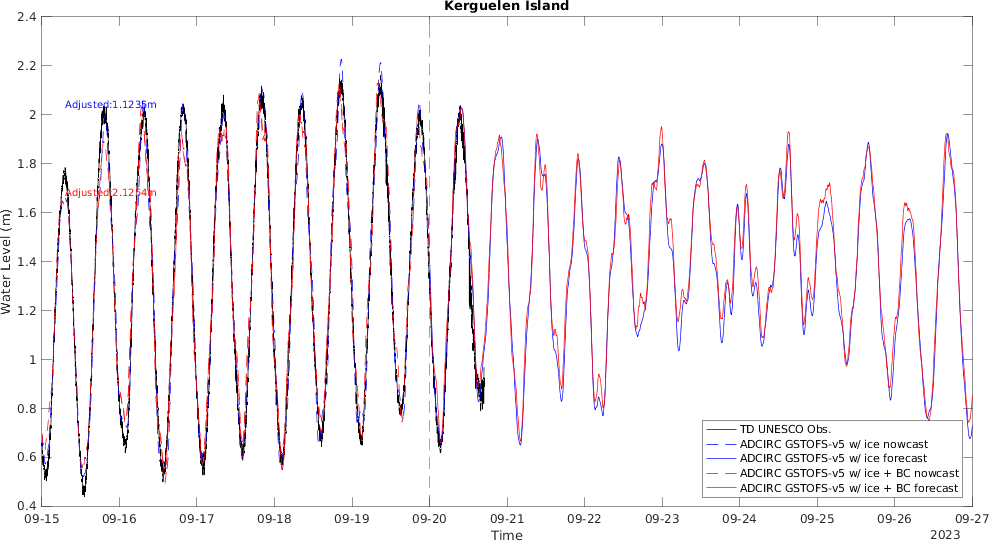 Kerguelen Island
2.4
2.2
2
1.8
1.6
1.4
1.2
1
0.8
0.6
0.4
Water Level (m)
Adjusted:1.1235m
Adjusted:2.1254m
TD UNESCO Obs.
ADCIRC GSTOFS-v5 w/ ice nowcast
ADCIRC GSTOFS-v5 w/ ice forecast
ADCIRC GSTOFS-v5 w/ ice + BC nowcast
ADCIRC GSTOFS-v5 w/ ice + BC forecast
09-15 09-16 09-17 09-18 09-19 09-20 09-21 09-22 09-23 09-24 09-25 09-26 09-27
Time
2023